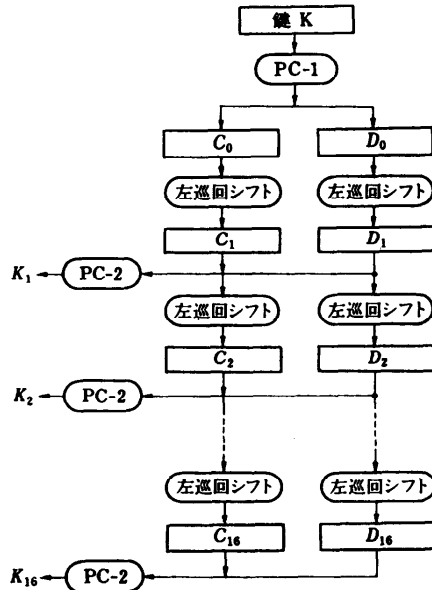 鍵 K
PC-1
C₀ D₀
左巡回シフト 左巡回シフト
C₁ D₁
K₁ PC-2
左巡回シフト 左巡回シフト
C₂ D₂
K₂ PC-2
左巡回シフト 左巡回シフト
C₁₆ D₁₆
K₁₆ PC-2